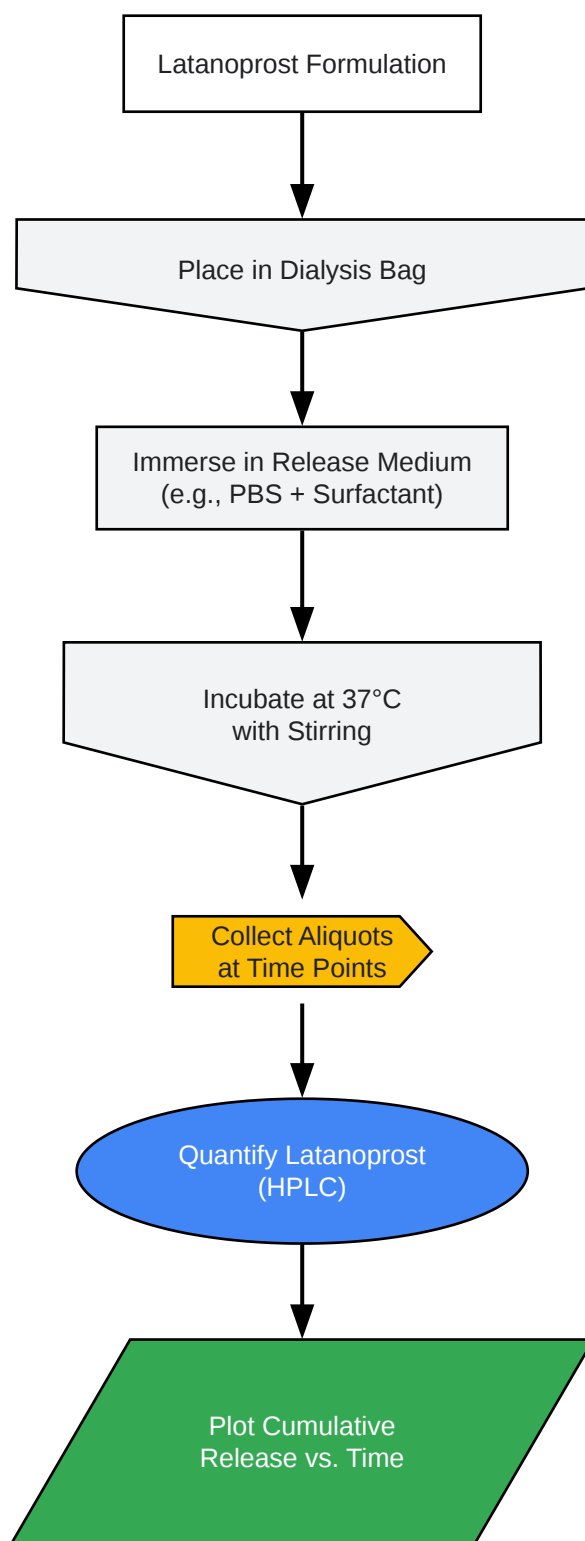 Latanoprost Formulation
Place in Dialysis Bag
Immerse in Release Medium
(e.g., PBS + Surfactant)
Incubate at 37°C
with Stirring
Collect Aliquots
at Time Points
Quantify Latanoprost
(HPLC)
Plot Cumulative
Release vs. Time